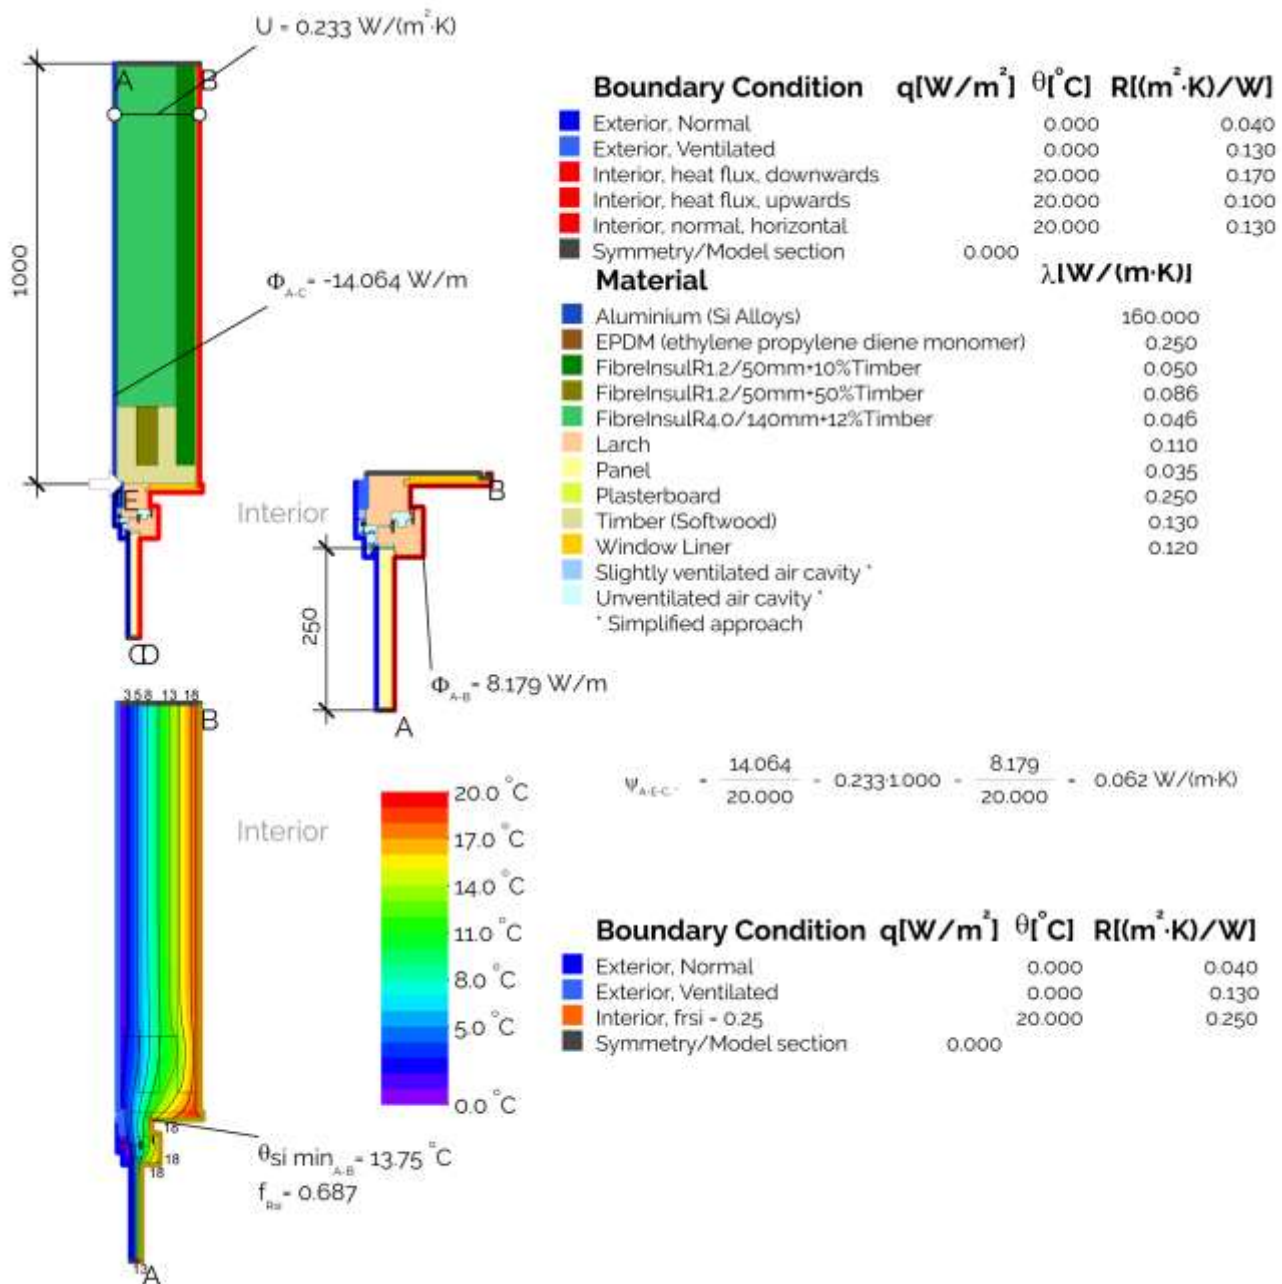 U = 0.233 W/(m²·K)
A
B
1000
Φ A-C = -14.064 W/m
E
Interior
B
250
Φ A-B = 8.179 W/m
A
CD
Boundary Condition q[W/m²] θ[°C] R[(m²·K)/W]
Exterior, Normal 0.000 0.040
Exterior, Ventilated 0.000 0.130
Interior, heat flux, downwards 20.000 0.170
Interior, heat flux, upwards 20.000 0.100
Interior, normal, horizontal 20.000 0.130
Symmetry/Model section 0.000
Material λ[W/(m·K)]
Aluminium (Si Alloys) 160.000
EPDM (ethylene propylene diene monomer) 0.250
FibreInsulR1.2/50mm+10%Timber 0.050
FibreInsulR1.2/50mm+50%Timber 0.086
FibreInsulR4.0/140mm+12%Timber 0.046
Larch 0.110
Panel 0.035
Plasterboard 0.250
Timber (Softwood) 0.130
Window Liner 0.120
Slightly ventilated air cavity *
Unventilated air cavity *
* Simplified approach
3 5 8 13 18
B
Interior
20.0 °C
17.0 °C
14.0 °C
11.0 °C
8.0 °C
5.0 °C
0.0 °C
18
18
18
θsi min A-B = 13.75 °C
f Rsi = 0.687
13
A
ψ A-E-C, * = 14.064 / 20.000 - 0.233·1.000 - 8.179 / 20.000 = 0.062 W/(m·K)
Boundary Condition q[W/m²] θ[°C] R[(m²·K)/W]
Exterior, Normal 0.000 0.040
Exterior, Ventilated 0.000 0.130
Interior, frsi = 0.25 20.000 0.250
Symmetry/Model section 0.000